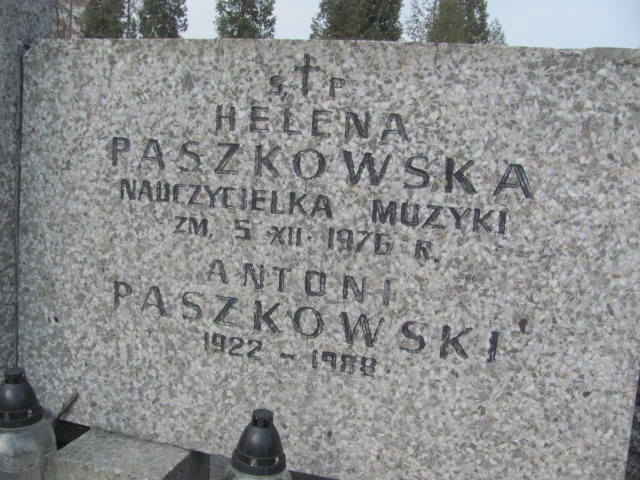 Ś † P
HELENA
PASZKOWSKA
NAUCZYCIELKA MUZYKI
ZM. 5 XII 1976 R.
ANTONI
PASZKOWSKI
1922 – 1988